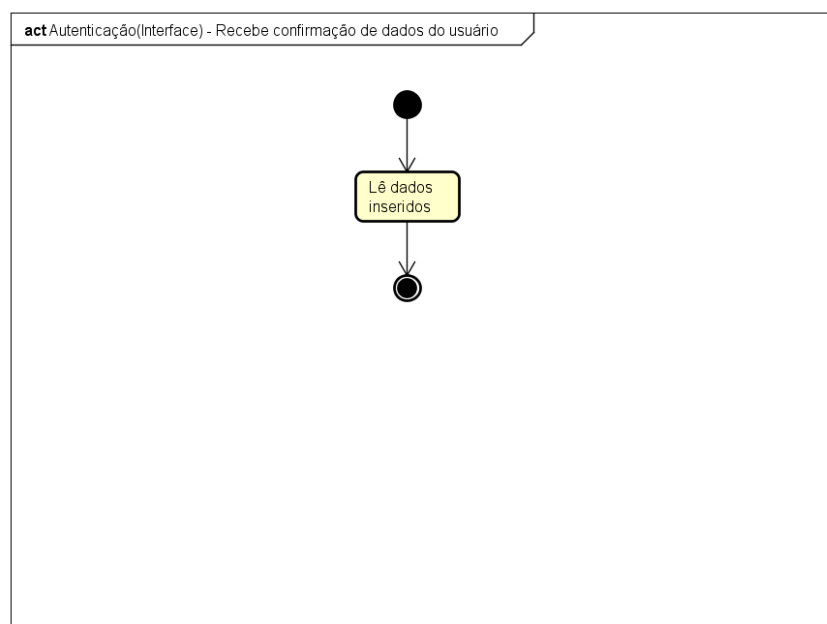 act Autenticação(Interface) - Recebe confirmação de dados do usuário
Lê dados
inseridos